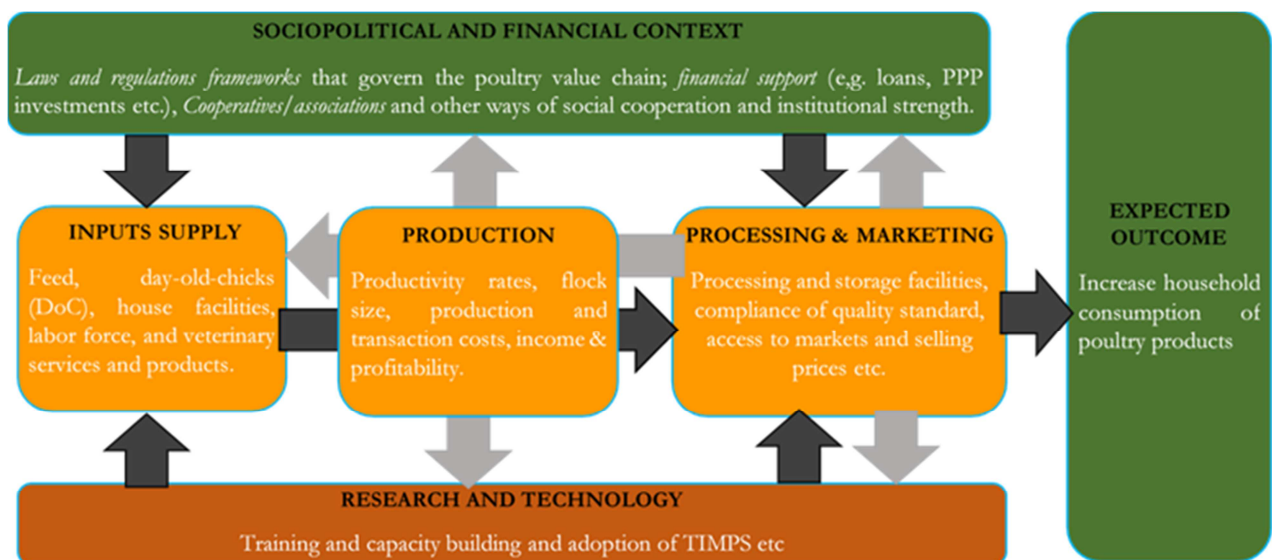 SOCIOPOLITICAL AND FINANCIAL CONTEXT
Laws and regulations frameworks that govern the poultry value chain; financial support (e,g. loans, PPP
investments etc.), Cooperatives/associations and other ways of social cooperation and institutional strength.
INPUTS SUPPLY
Feed, day-old-chicks
(DoC), house facilities,
labor force, and veterinary
services and products.
PRODUCTION
Productivity rates, flock
size, production and
transaction costs, income &
profitability.
PROCESSING & MARKETING
Processing and storage facilities,
compliance of quality standard,
access to markets and selling
prices etc.
EXPECTED
OUTCOME
Increase household
consumption of
poultry products
RESEARCH AND TECHNOLOGY
Training and capacity building and adoption of TIMPS etc